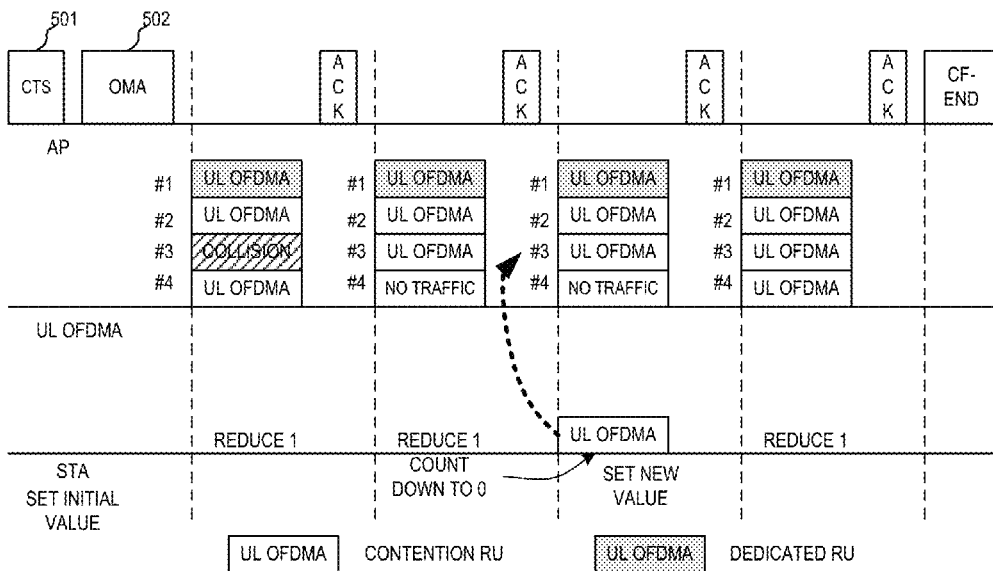 501
502
CTS
OMA
A
C
K
A
C
K
A
C
K
A
C
K
CF-
END
AP
#1 UL OFDMA #1 UL OFDMA #1 UL OFDMA #1 UL OFDMA
#2 UL OFDMA #2 UL OFDMA #2 UL OFDMA #2 UL OFDMA
#3 COLLISION #3 UL OFDMA #3 UL OFDMA #3 UL OFDMA
#4 UL OFDMA #4 NO TRAFFIC #4 NO TRAFFIC #4 UL OFDMA
UL OFDMA
REDUCE 1
REDUCE 1
COUNT
DOWN TO 0
UL OFDMA
SET NEW
VALUE
REDUCE 1
STA
SET INITIAL
VALUE
UL OFDMA CONTENTION RU
UL OFDMA DEDICATED RU